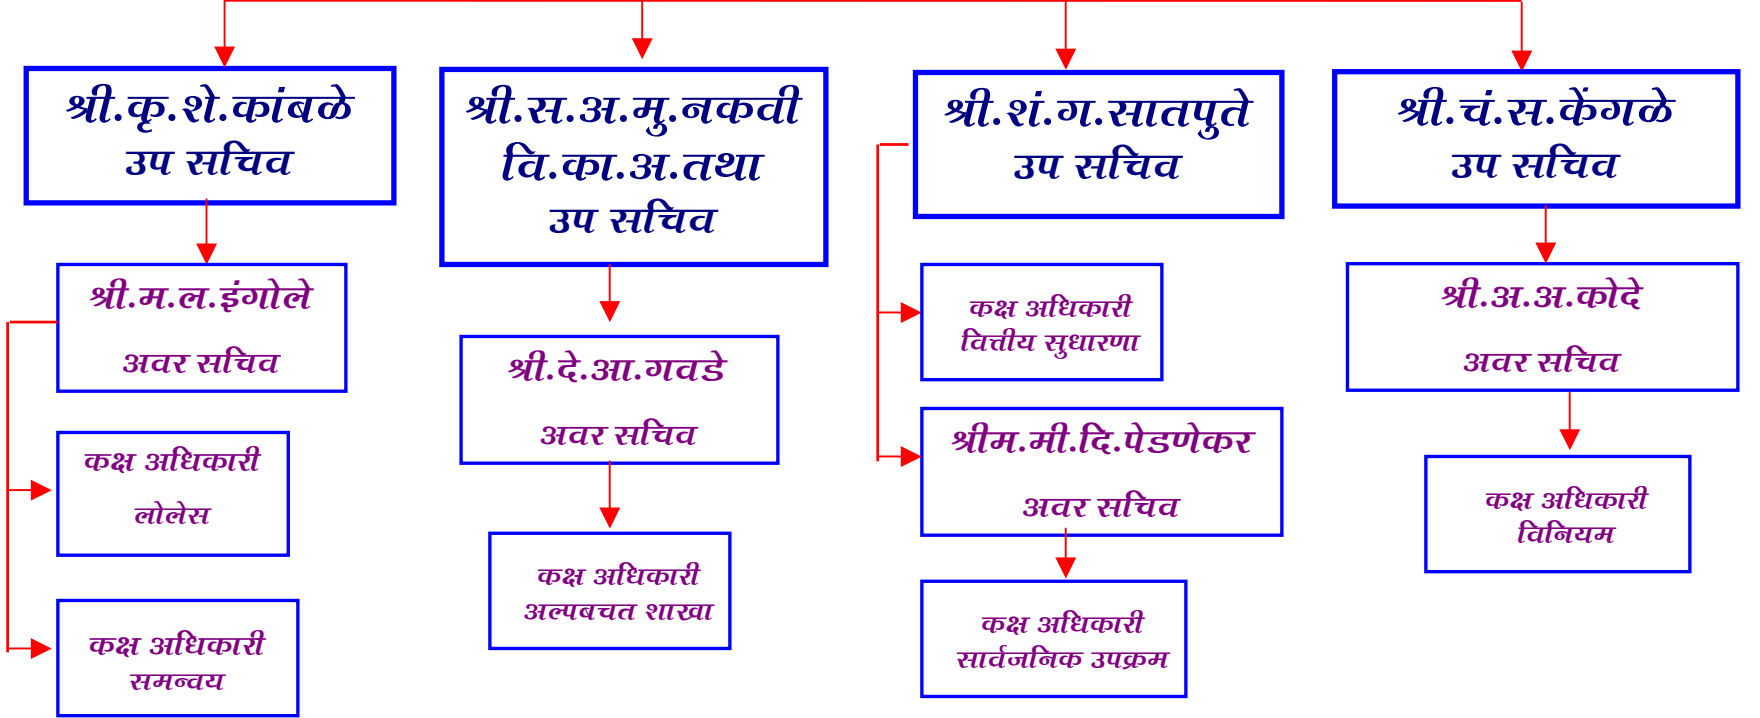 श्री.कृ.शे.कांबळे
उप सचिव
श्री.म.ल.इंगोले
अवर सचिव
कक्ष अधिकारी
लोलेस
कक्ष अधिकारी
समन्वय
श्री.स.अ.मु.नकवी
वि.का.अ.तथा
उप सचिव
श्री.दे.आ.गवडे
अवर सचिव
कक्ष अधिकारी
अल्पबचत शाखा
श्री.शं.ग.सातपुते
उप सचिव
कक्ष अधिकारी
वित्तीय सुधारणा
श्रीम.मी.दि.पेडणेकर
अवर सचिव
कक्ष अधिकारी
सार्वजनिक उपक्रम
श्री.चं.स.केंगळे
उप सचिव
श्री.अ.अ.कोदे
अवर सचिव
कक्ष अधिकारी
विनियम